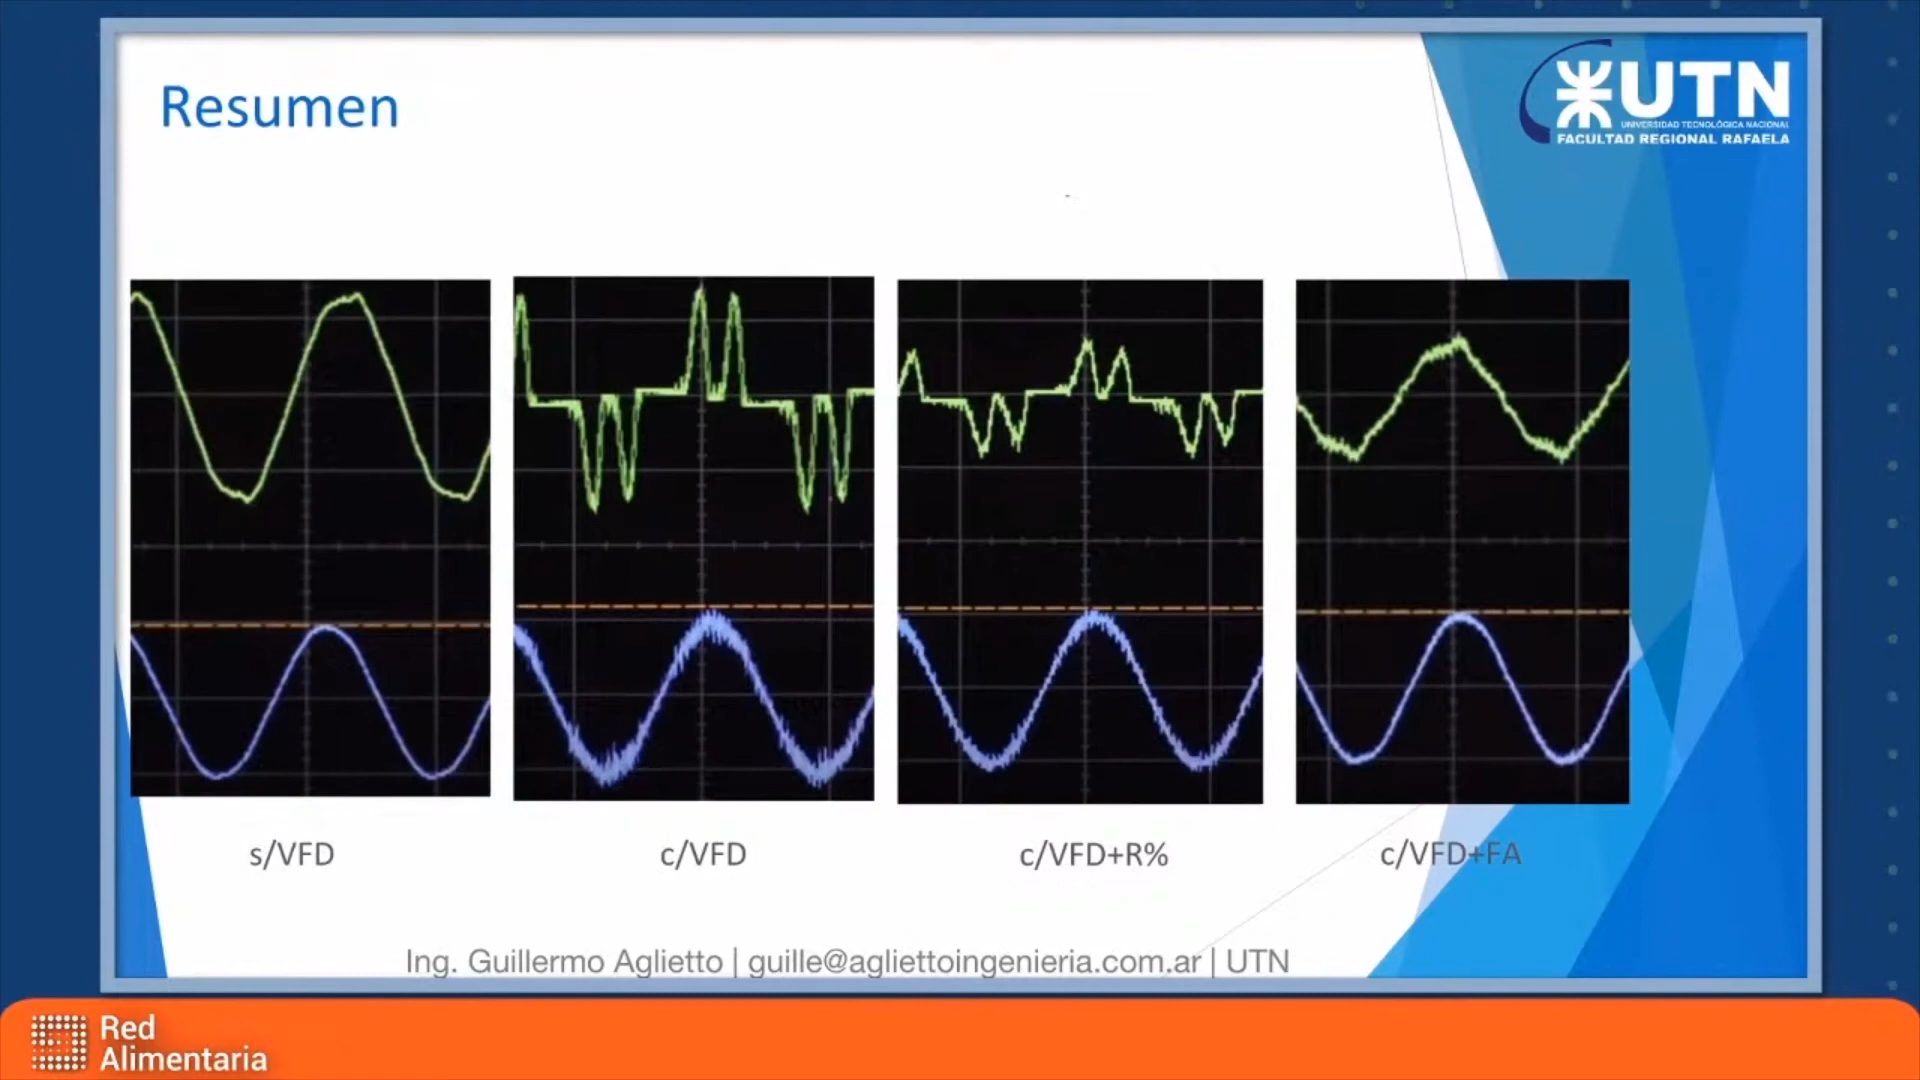 Resumen
UTN
UNIVERSIDAD TECNOLÓGICA NACIONAL
FACULTAD REGIONAL RAFAELA
s/VFD
c/VFD
c/VFD+R%
c/VFD+FA
Ing. Guillermo Aglietto | guille@agliettoingenieria.com.ar | UTN
Red
Alimentaria